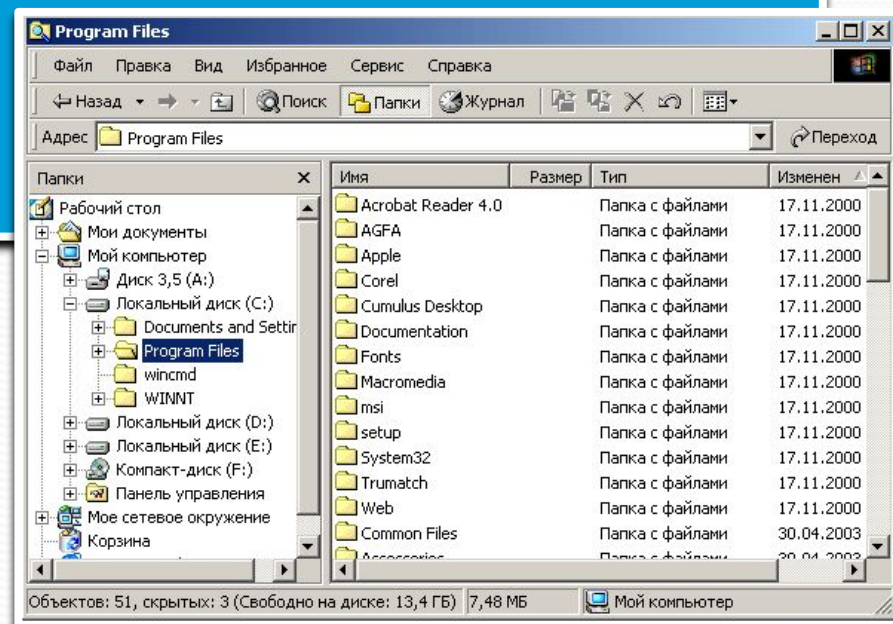 Program Files
Файл Правка Вид Избранное Сервис Справка
Назад Поиск Папки Журнал
Адрес Program Files Переход
Папки
Рабочий стол
Мои документы
Мой компьютер
Диск 3,5 (A:)
Локальный диск (C:)
Documents and Settin
Program Files
wincmd
WINNT
Локальный диск (D:)
Локальный диск (E:)
Компакт-диск (F:)
Панель управления
Мое сетевое окружение
Корзина
Имя Размер Тип Изменен
Acrobat Reader 4.0 Папка с файлами 17.11.2000
AGFA Папка с файлами 17.11.2000
Apple Папка с файлами 17.11.2000
Corel Папка с файлами 17.11.2000
Cumulus Desktop Папка с файлами 17.11.2000
Documentation Папка с файлами 17.11.2000
Fonts Папка с файлами 17.11.2000
Macromedia Папка с файлами 17.11.2000
msi Папка с файлами 17.11.2000
setup Папка с файлами 17.11.2000
System32 Папка с файлами 17.11.2000
Trumatch Папка с файлами 17.11.2000
Web Папка с файлами 17.11.2000
Common Files Папка с файлами 30.04.2003
Accessories Папка с файлами 30.04.2003
Объектов: 51, скрытых: 3 (Свободно на диске: 13,4 ГБ) 7,48 МБ Мой компьютер